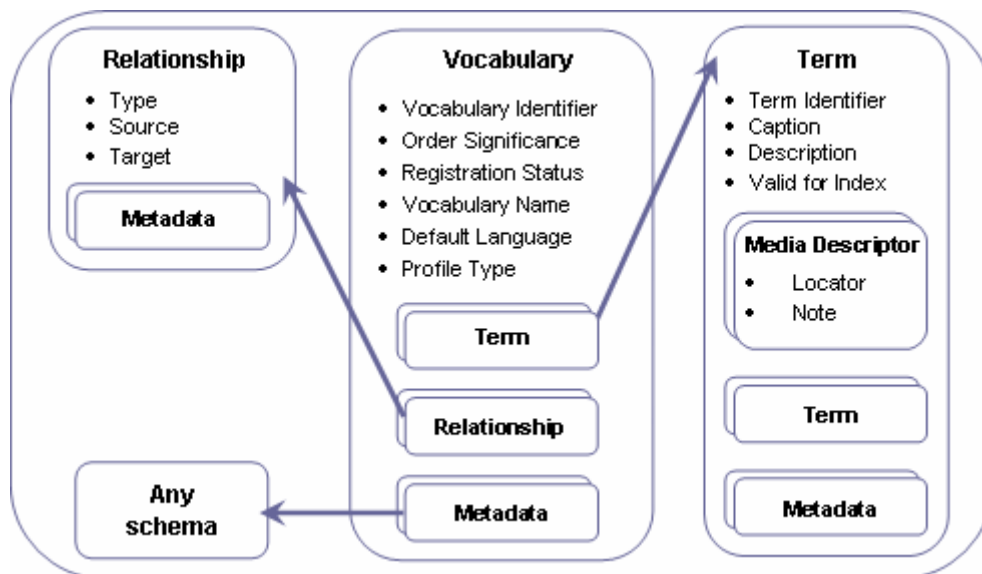 Relationship
• Type
• Source
• Target
Metadata
Vocabulary
• Vocabulary Identifier
• Order Significance
• Registration Status
• Vocabulary Name
• Default Language
• Profile Type
Term
Relationship
Metadata
Term
• Term Identifier
• Caption
• Description
• Valid for Index
Media Descriptor
• Locator
• Note
Term
Metadata
Any
schema